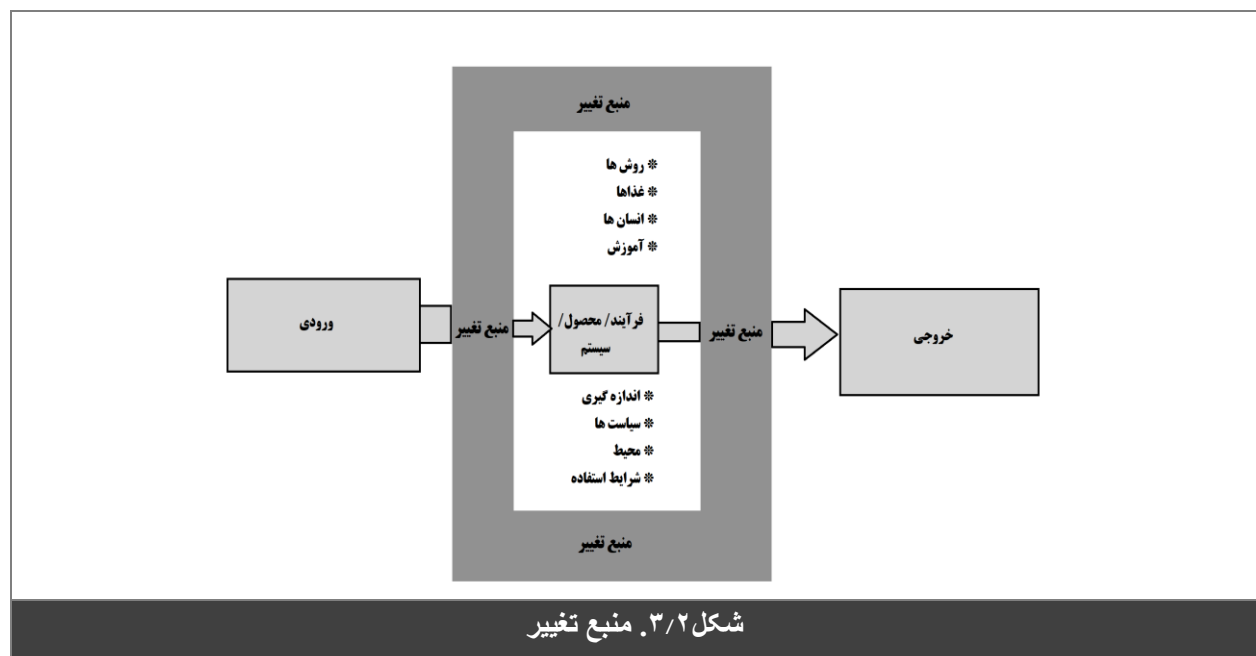 منبع تغییر
* روش ها
* غذاها
* انسان ها
* آموزش
ورودی
منبع تغییر
فرآیند/ محصول/
سیستم
منبع تغییر
خروجی
* اندازه گیری
* سیاست ها
* محیط
* شرایط استفاده
منبع تغییر
شکل۳٫۲. منبع تغییر